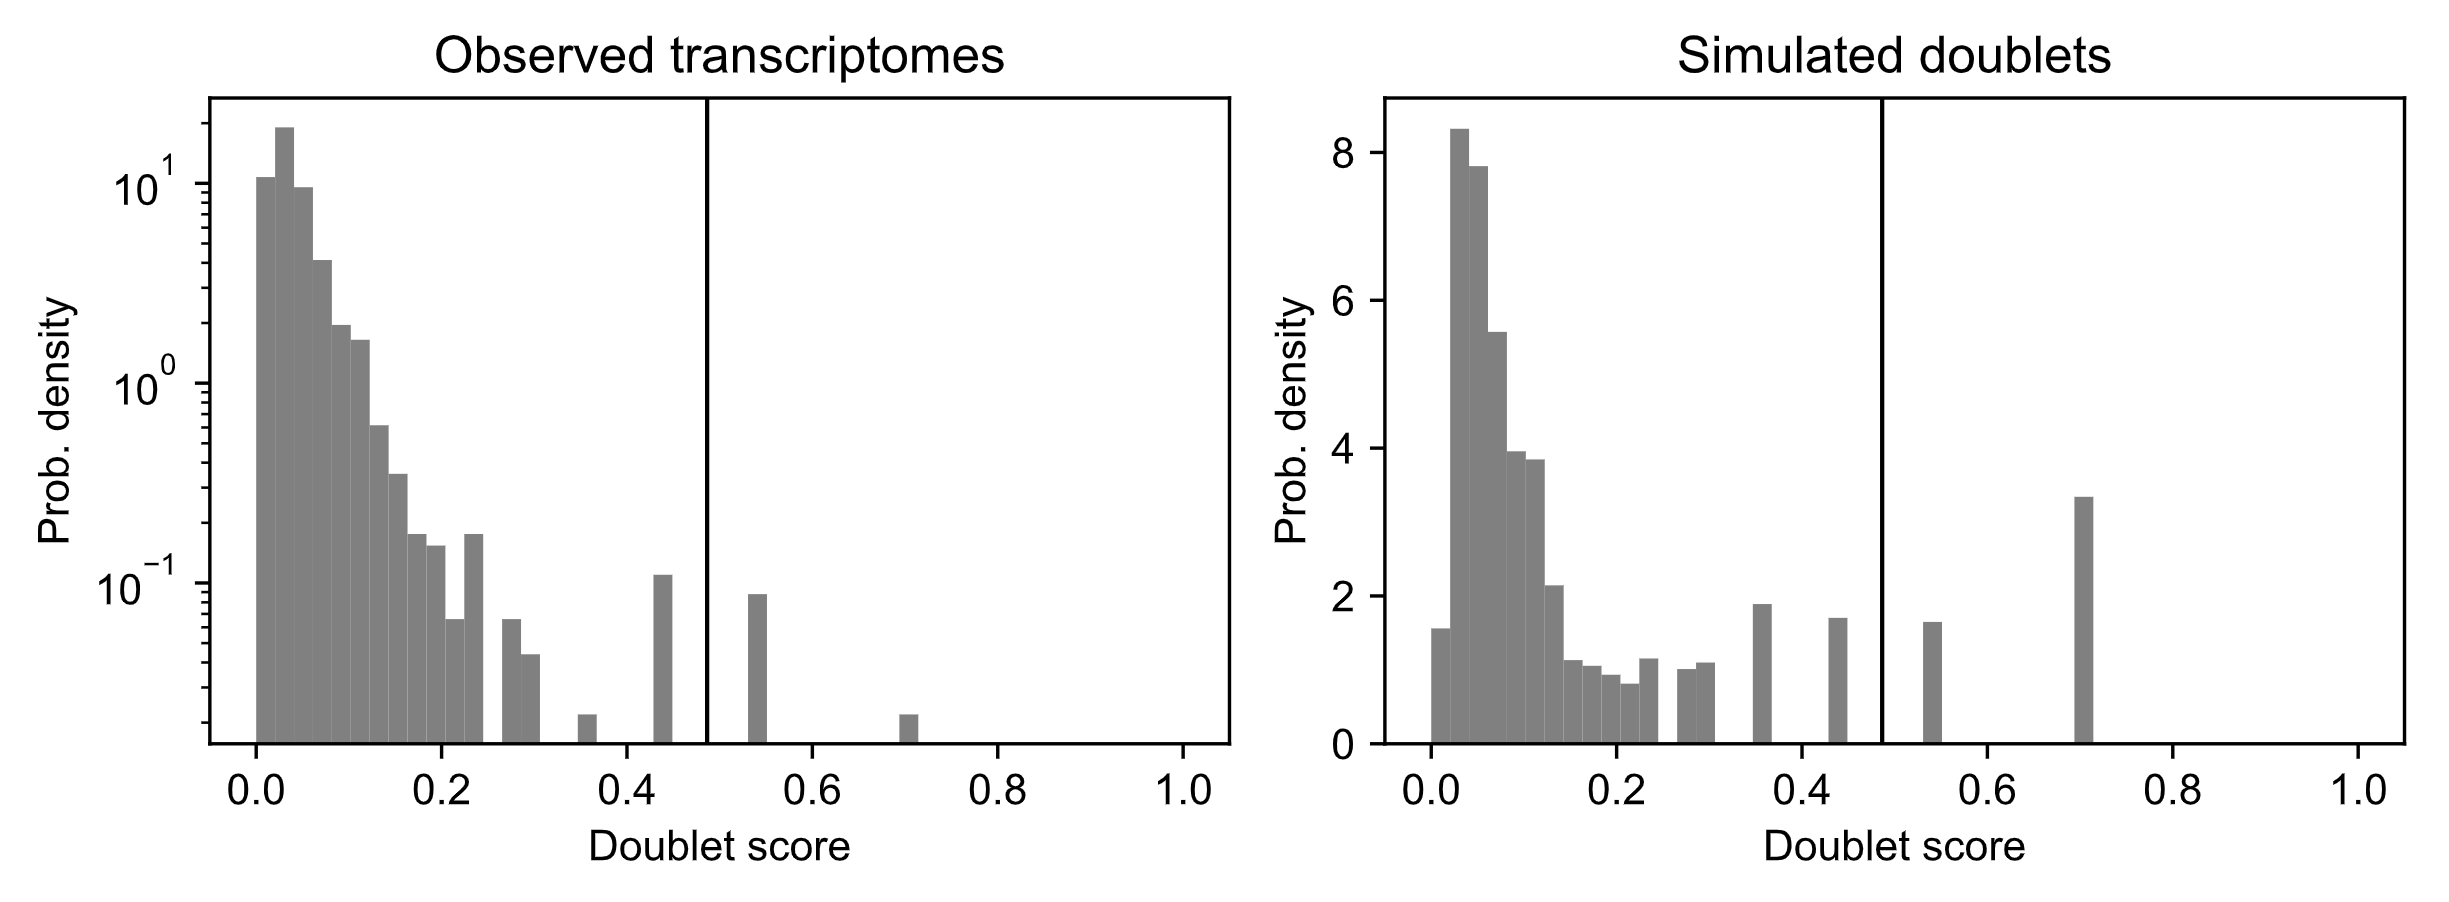 Observed transcriptomes
Prob. density
10^1
10^0
10^−1
0.0 0.2 0.4 0.6 0.8 1.0
Doublet score
Simulated doublets
Prob. density
8
6
4
2
0
0.0 0.2 0.4 0.6 0.8 1.0
Doublet score